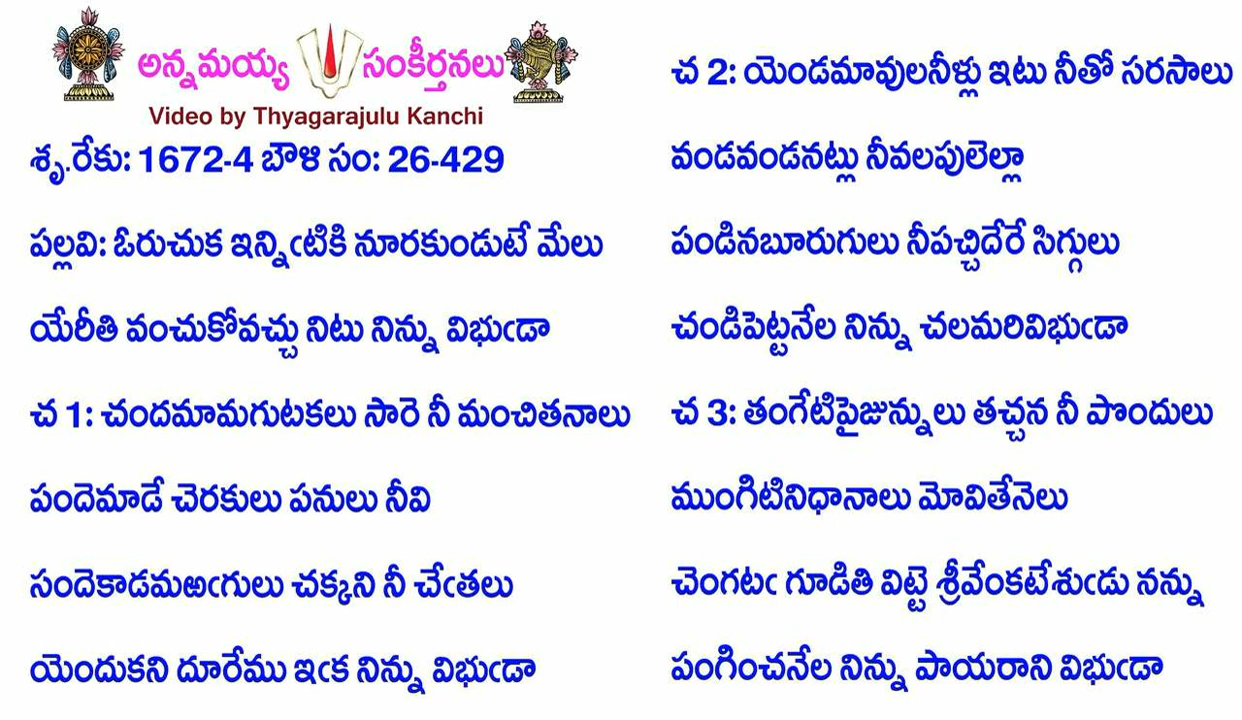 అన్నమయ్య సంకీర్తనలు
Video by Thyagarajulu Kanchi
శృ.రేకు: 1672-4 బౌళి సం: 26-429
పల్లవి: ఓరుచుక ఇన్నిఁటికి నూరకుండుటే మేలు
యేరీతి వంచుకోవచ్చు నిటు నిన్ను విభుఁడా
చ 1: చందమామగుటకలు సారె నీ మంచితనాలు
పందెమాడే చెరకులు పనులు నీవి
సందెకాడమఱఁగులు చక్కని నీ చేఁతలు
యెందుకని దూరేము ఇఁక నిన్ను విభుఁడా
చ 2: యెండమావులనీళ్లు ఇటు నీతో సరసాలు
వండవండనట్లు నీవలపులెల్లా
పండినబూరుగులు నీపచ్చిదేరే సిగ్గులు
చండిపెట్టనేల నిన్ను చలమరివిభుఁడా
చ 3: తంగేటిపైజున్నులు తచ్చన నీ పొందులు
ముంగిటినిధానాలు మోవితేనెలు
చెంగటఁ గూడితి విట్టె శ్రీవేంకటేశుఁడు నన్ను
పంగించనేల నిన్ను పాయరాని విభుఁడా